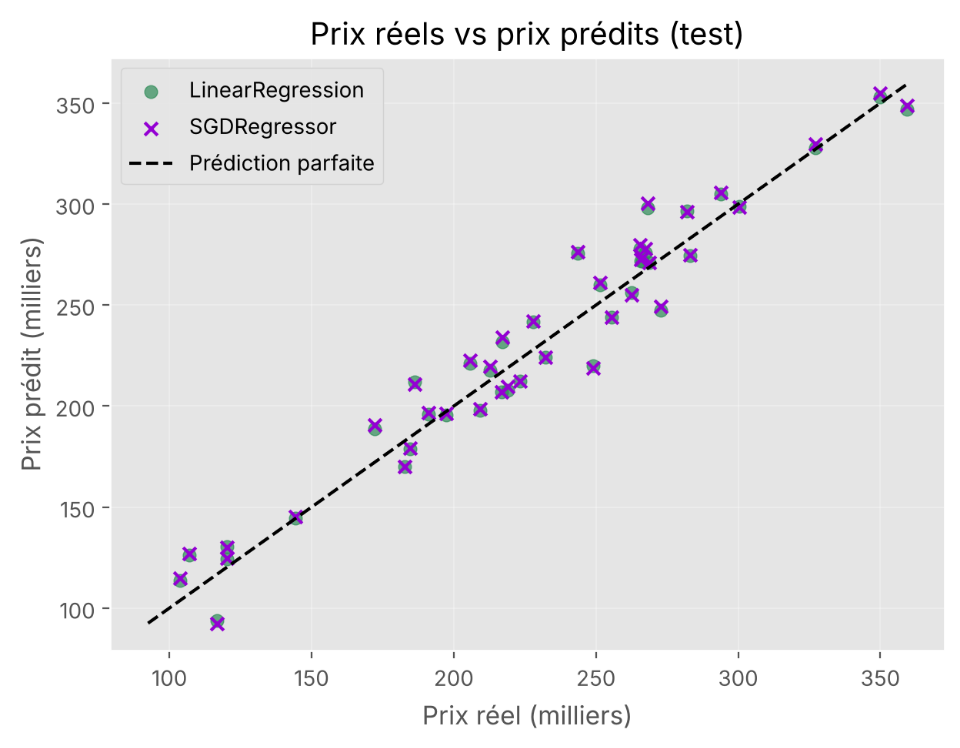 Prix réels vs prix prédits (test)
LinearRegression
SGDRegressor
Prédiction parfaite
Prix prédit (milliers)
350
300
250
200
150
100
100 150 200 250 300 350
Prix réel (milliers)